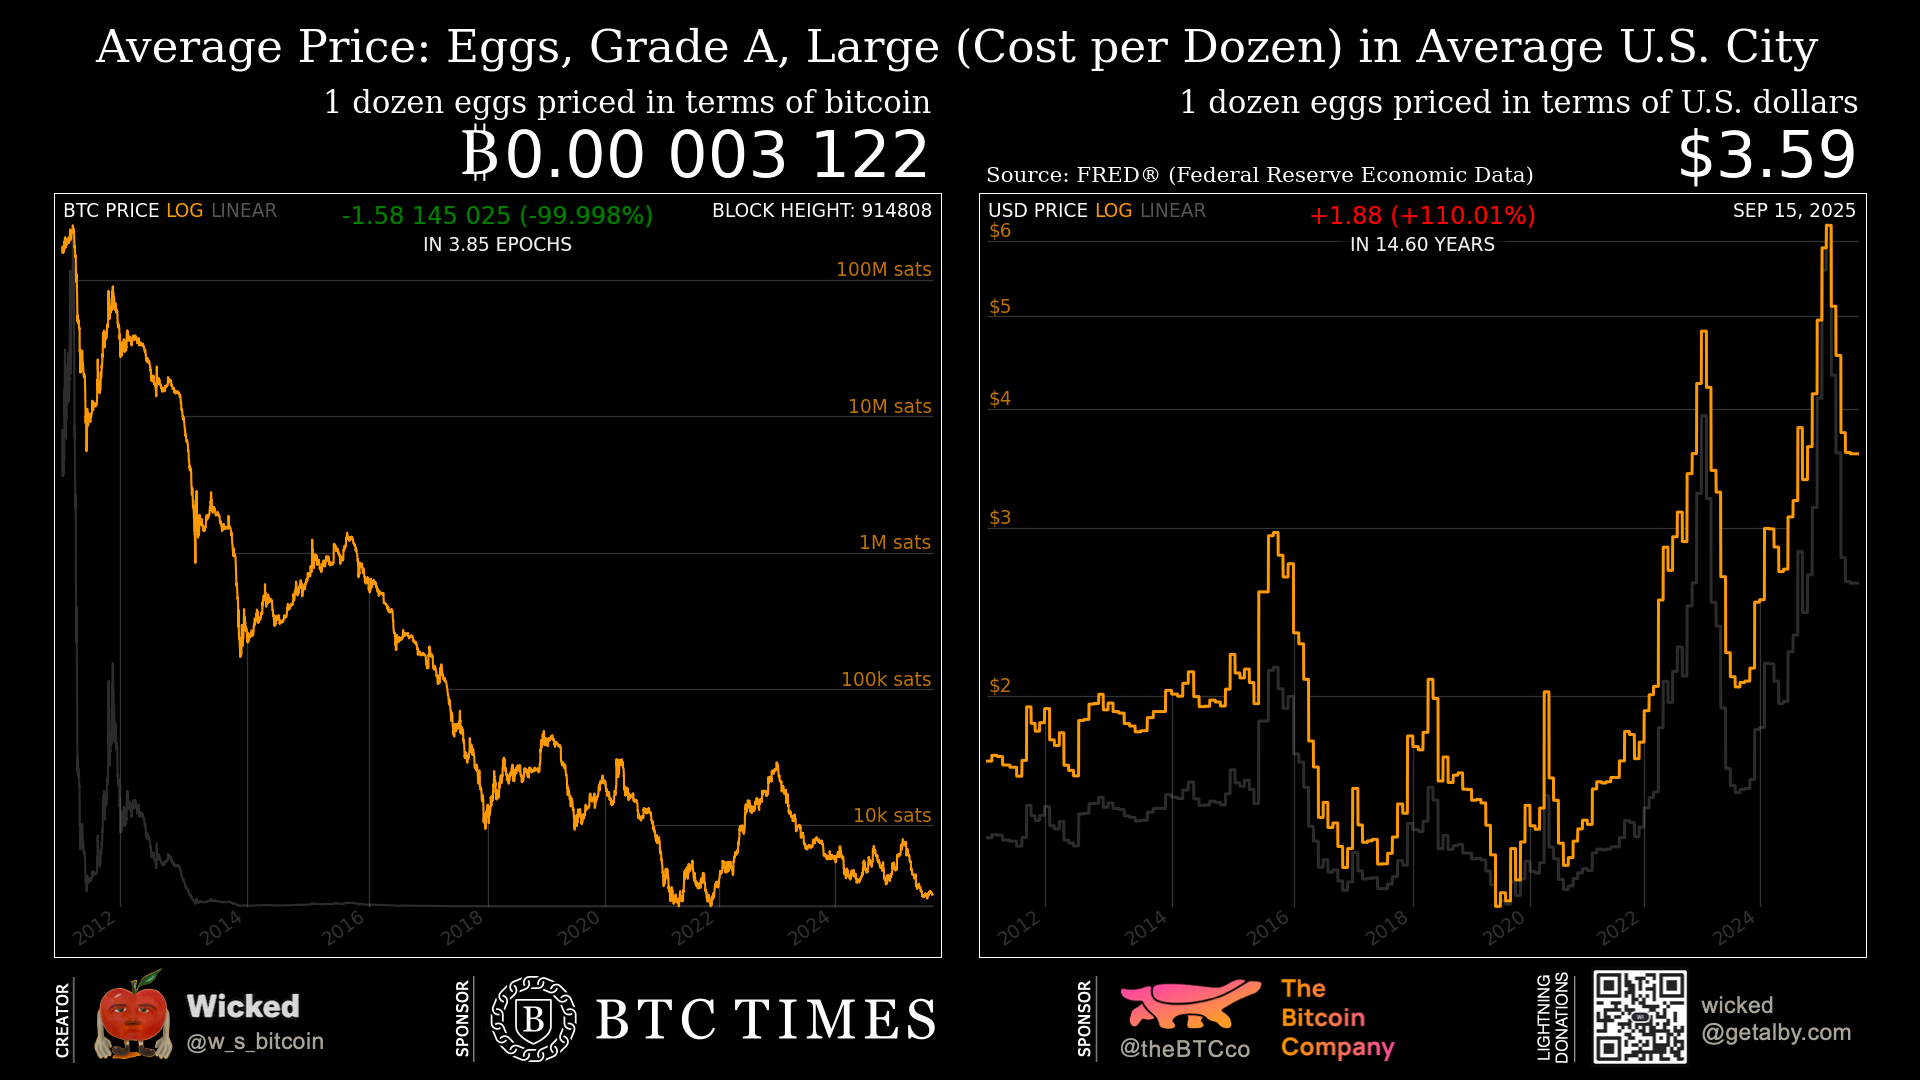 Average Price: Eggs, Grade A, Large (Cost per Dozen) in Average U.S. City
1 dozen eggs priced in terms of bitcoin
₿0.00 003 122
BTC PRICE LOG LINEAR
-1.58 145 025 (-99.998%)
IN 3.85 EPOCHS
BLOCK HEIGHT: 914808
100M sats
10M sats
1M sats
100k sats
10k sats
2012
2014
2016
2018
2020
2022
2024
1 dozen eggs priced in terms of U.S. dollars
Source: FRED® (Federal Reserve Economic Data)
$3.59
USD PRICE LOG LINEAR
+1.88 (+110.01%)
IN 14.60 YEARS
SEP 15, 2025
$6
$5
$4
$3
$2
2012
2014
2016
2018
2020
2022
2024
CREATOR
Wicked
@w_s_bitcoin
SPONSOR
B
BTC TIMES
SPONSOR
@theBTCco
The
Bitcoin
Company
LIGHTNING
DONATIONS
wicked
@getalby.com